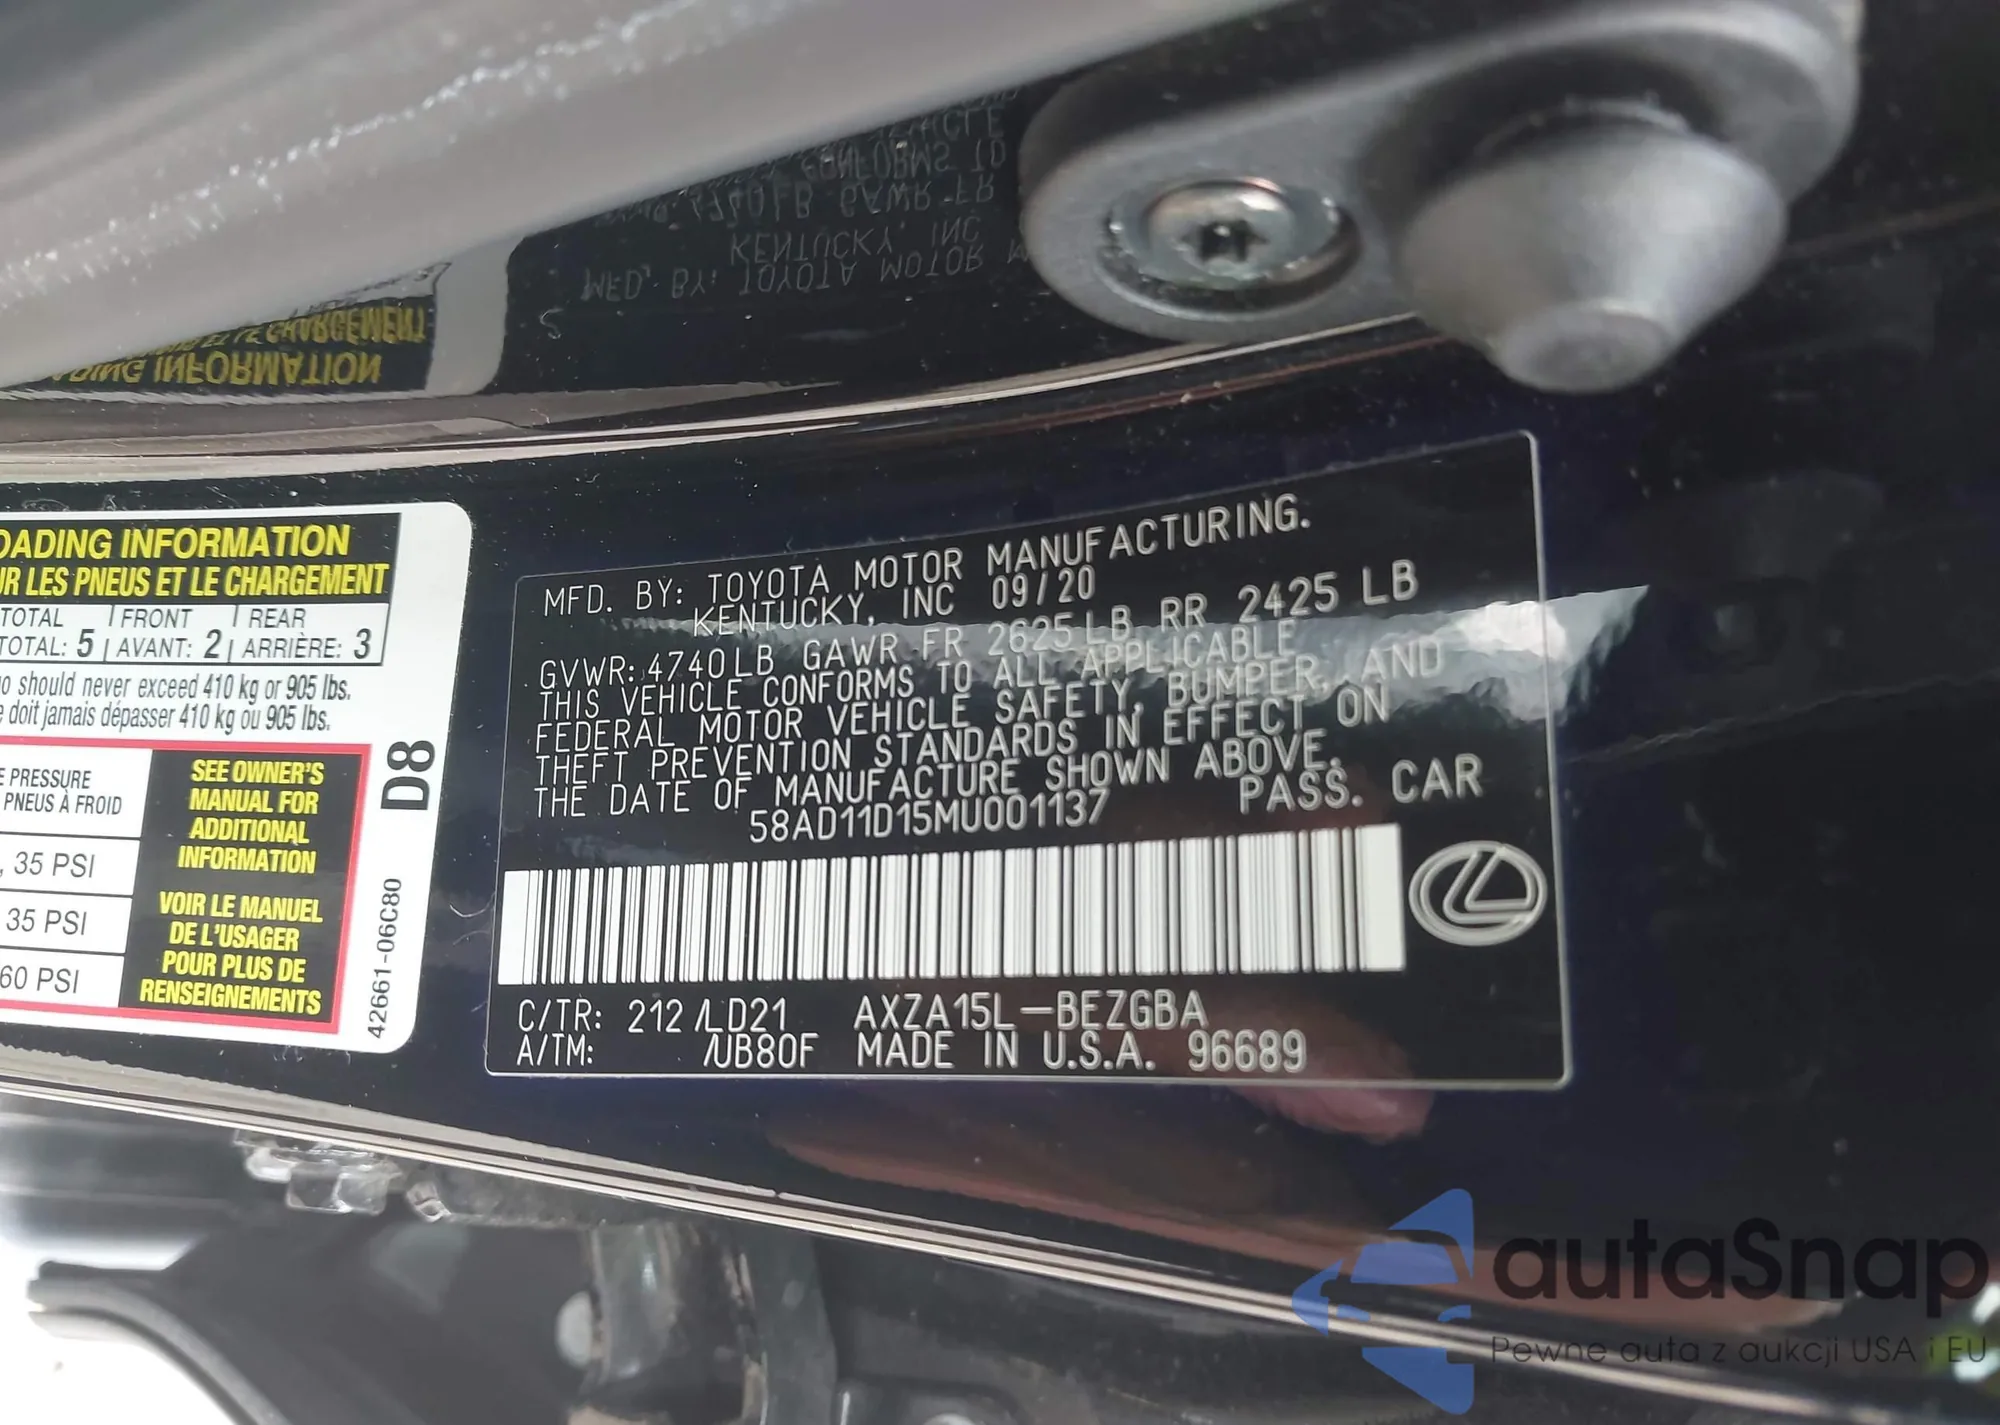 OADING INFORMATION
UR LES PNEUS ET LE CHARGEMENT
TOTAL FRONT REAR
TOTAL: 5 AVANT: 2 ARRIÈRE: 3
should never exceed 410 kg or 905 lbs.
doit jamais dépasser 410 kg ou 905 lbs.
PRESSURE
PNEUS À FROID
35 PSI
35 PSI
60 PSI
SEE OWNER'S
MANUAL FOR
ADDITIONAL
INFORMATION
VOIR LE MANUEL
DE L'USAGER
POUR PLUS DE
RENSEIGNEMENTS
D8
42661-06C80
MFD. BY: TOYOTA MOTOR MANUFACTURING.
KENTUCKY, INC 09/20
GVWR: 4740LB GAWR FR 2625 LB RR 2425 LB
THIS VEHICLE CONFORMS TO ALL APPLICABLE
FEDERAL MOTOR VEHICLE SAFETY, BUMPER, AND
THEFT PREVENTION STANDARDS IN EFFECT ON
THE DATE OF MANUFACTURE SHOWN ABOVE.
58AD11D15MU001137 PASS. CAR
C/TR: 212 /LD21 AXZA15L-BEZGBA
A/TM: /UB80F MADE IN U.S.A. 96689
autaSnap
Pewne auta z aukcji USA i EU